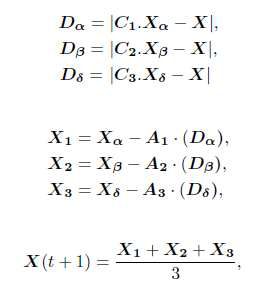 D_α = |C_1.X_α − X|,
D_β = |C_2.X_β − X|,
D_δ = |C_3.X_δ − X|
X_1 = X_α − A_1 · (D_α),
X_2 = X_β − A_2 · (D_β),
X_3 = X_δ − A_3 · (D_δ),
X(t + 1) = (X_1 + X_2 + X_3) / 3,